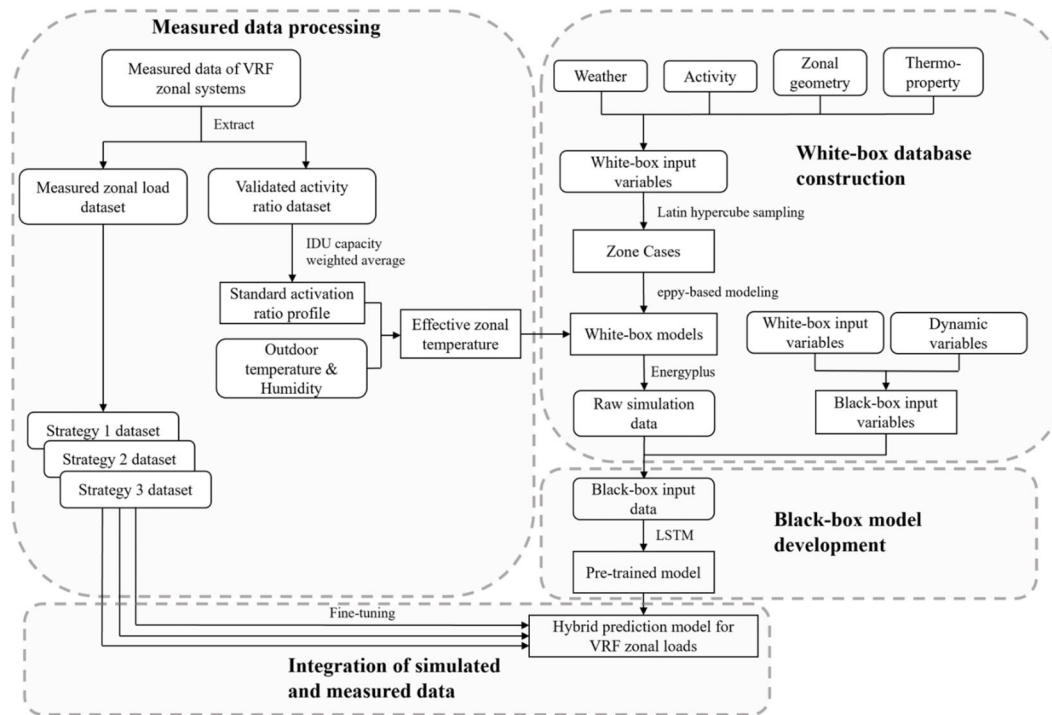 Measured data processing
Measured data of VRF
zonal systems
Extract
Measured zonal load
dataset
Validated activity
ratio dataset
IDU capacity
weighted average
Standard activation
ratio profile
Outdoor
temperature &
Humidity
Effective zonal
temperature
Strategy 1 dataset
Strategy 2 dataset
Strategy 3 dataset
Weather
Activity
Zonal
geometry
Thermo-
property
White-box database
construction
White-box input
variables
Latin hypercube sampling
Zone Cases
eppy-based modeling
White-box models
Energyplus
Raw simulation
data
White-box input
variables
Dynamic
variables
Black-box input
variables
Black-box input
data
LSTM
Pre-trained model
Black-box model
development
Fine-tuning
Hybrid prediction model for
VRF zonal loads
Integration of simulated
and measured data